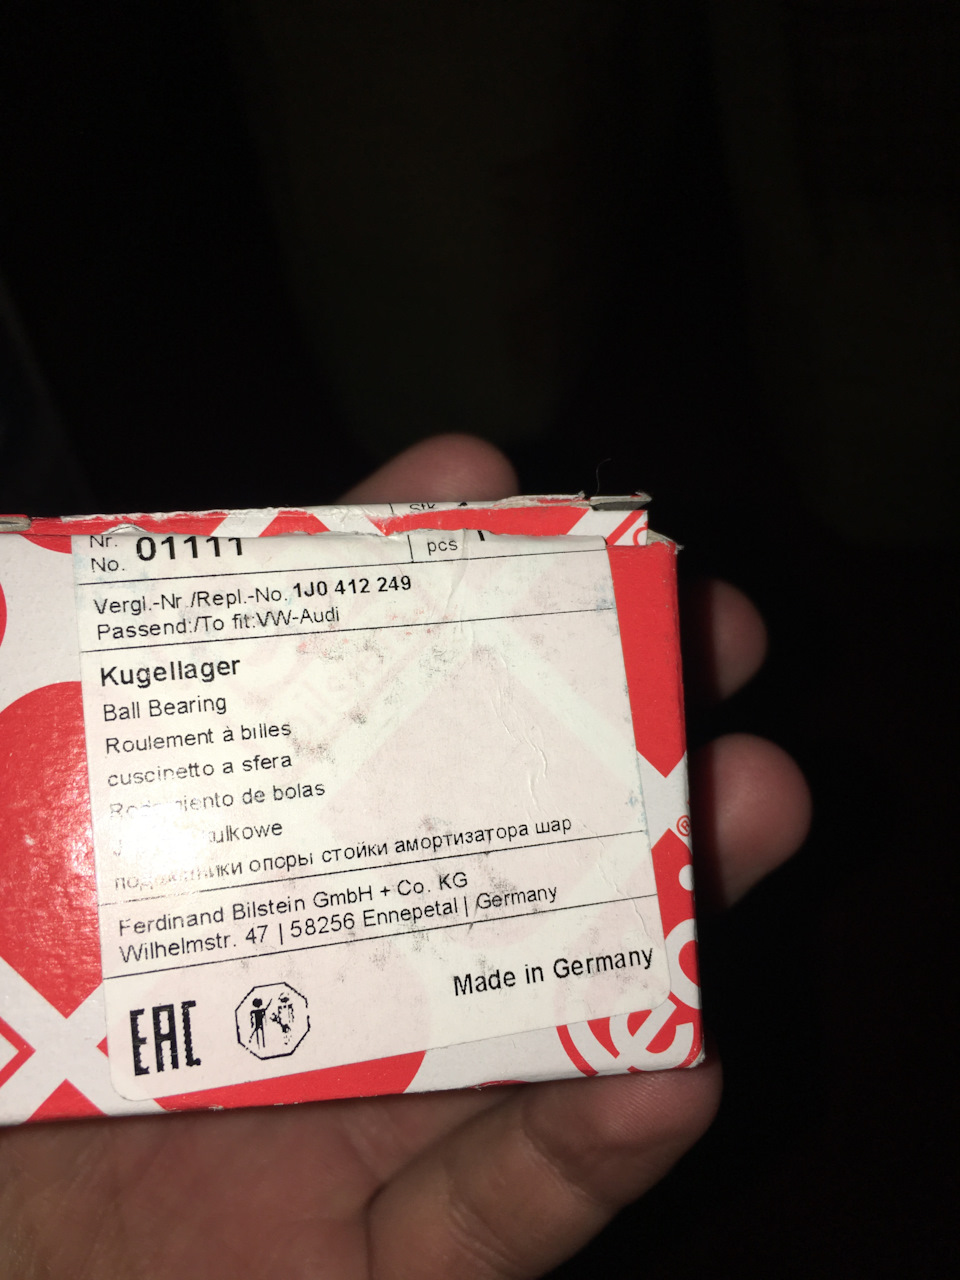 Stk
Nr.
No. 01111 pcs 1
Vergl.-Nr./Repl.-No. 1J0 412 249
Passend:/To fit:VW-Audi
Kugellager
Ball Bearing
Roulement à billes
cuscinetto a sfera
de bolas
опоры стойки амортизатора шар
Ferdinand Bilstein GmbH + Co. KG
Wilhelmstr. 47 | 58256 Ennepetal | Germany
Made in Germany
EAC